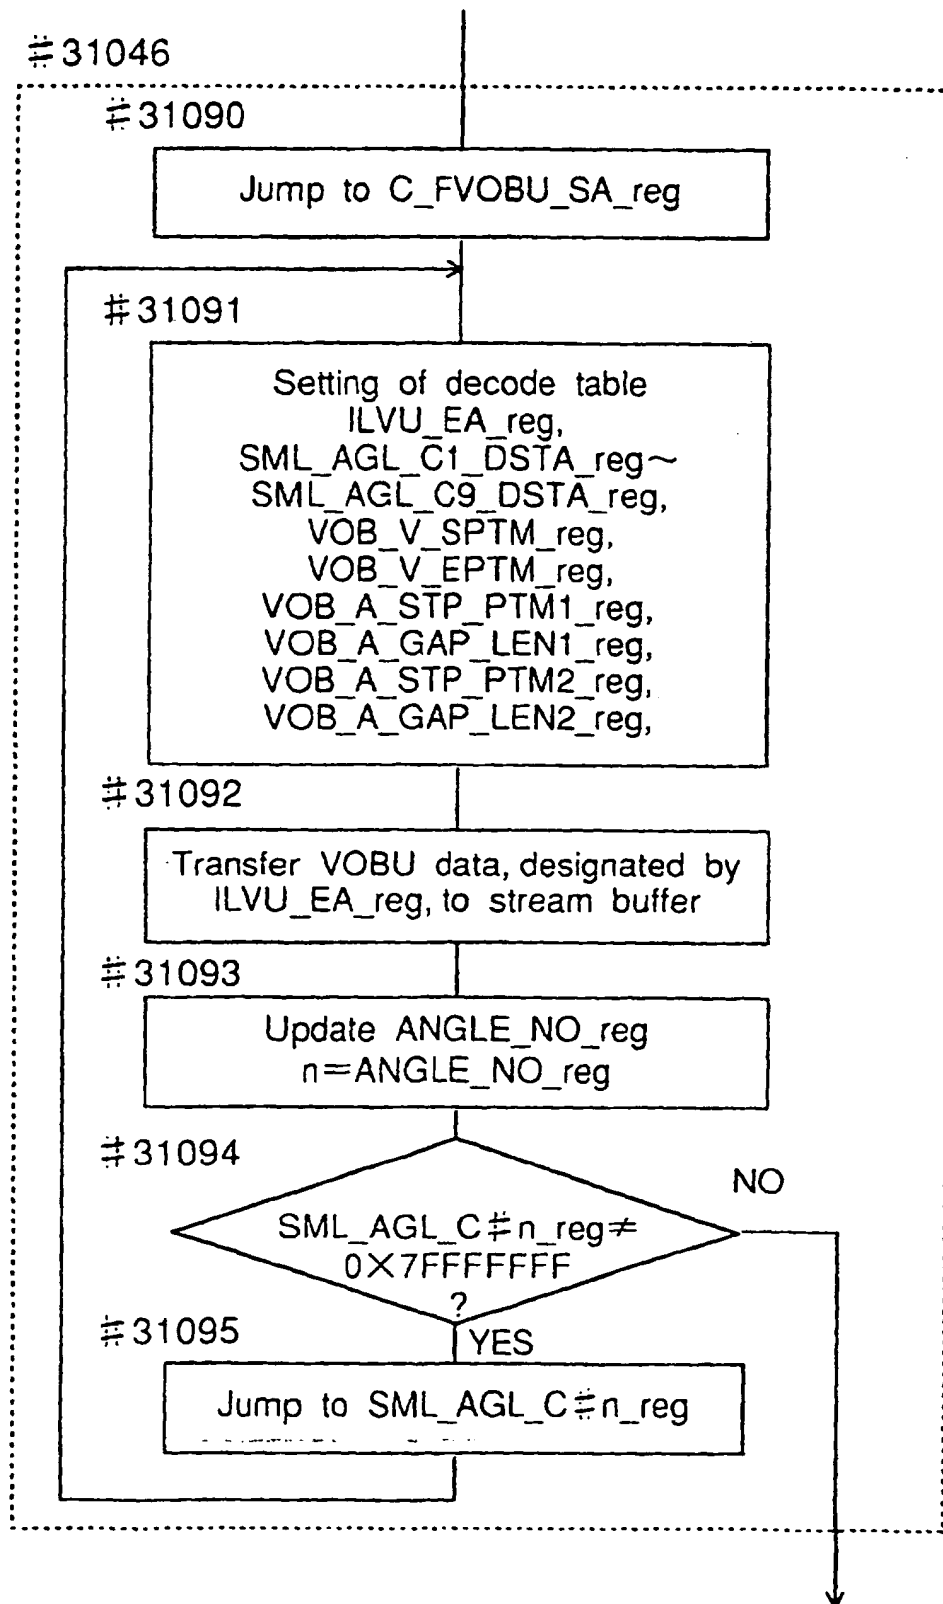 #31046
#31090
Jump to C_FVOBU_SA_reg
#31091
Setting of decode table
ILVU_EA_reg,
SML_AGL_C1_DSTA_reg~
SML_AGL_C9_DSTA_reg,
VOB_V_SPTM_reg,
VOB_V_EPTM_reg,
VOB_A_STP_PTM1_reg,
VOB_A_GAP_LEN1_reg,
VOB_A_STP_PTM2_reg,
VOB_A_GAP_LEN2_reg,
#31092
Transfer VOBU data, designated by
ILVU_EA_reg, to stream buffer
#31093
Update ANGLE_NO_reg
n=ANGLE_NO_reg
#31094
NO
SML_AGL_C#n_reg≠
0X7FFFFFFF
?
#31095
YES
Jump to SML_AGL_C#n_reg